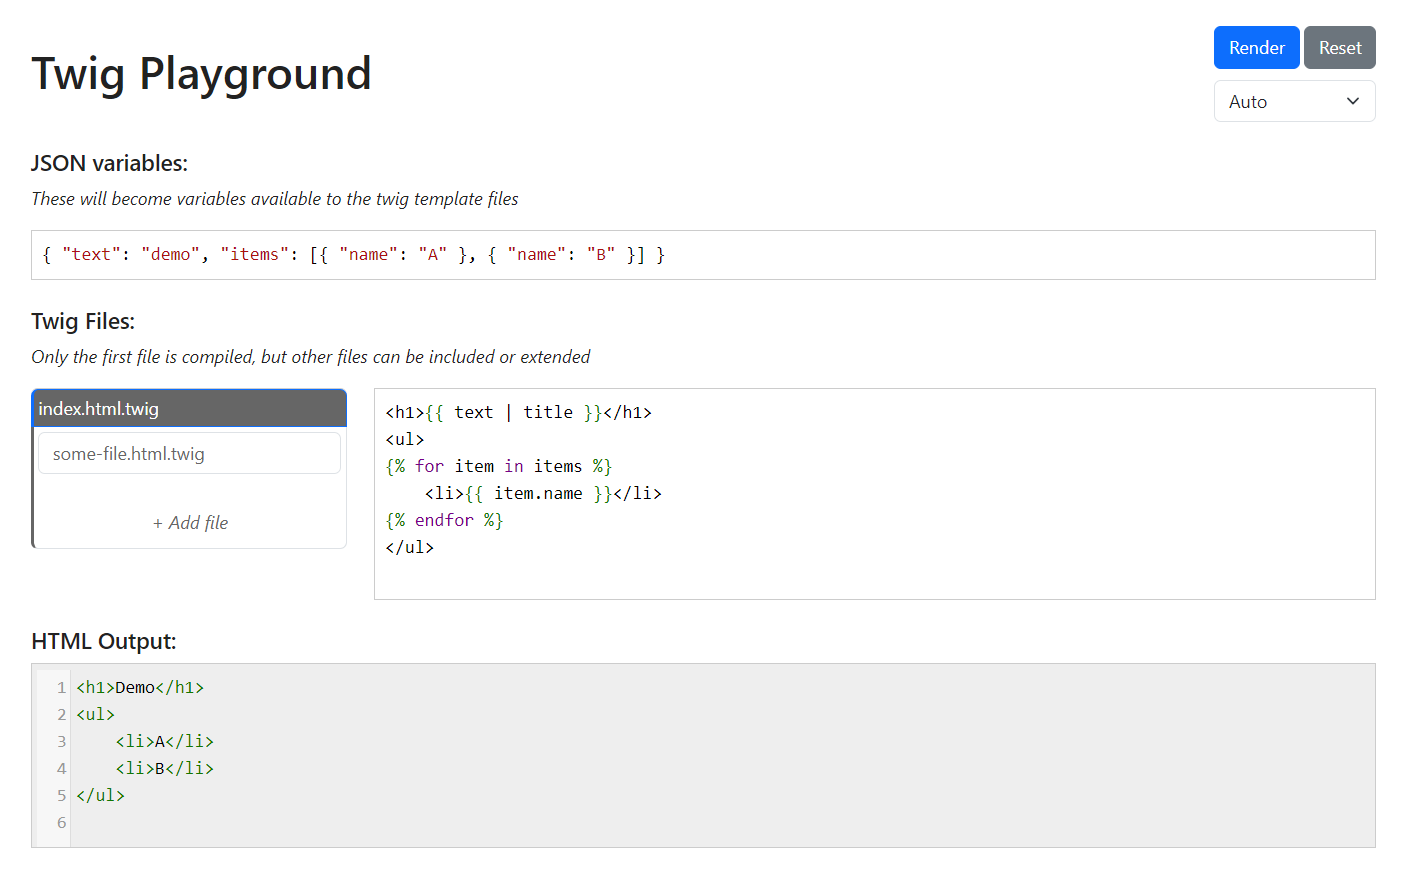 Twig Playground
Render
Reset
Auto
JSON variables:
These will become variables available to the twig template files
{ "text": "demo", "items": [{ "name": "A" }, { "name": "B" }] }
Twig Files:
Only the first file is compiled, but other files can be included or extended
index.html.twig
some-file.html.twig
+ Add file
<h1>{{ text | title }}</h1>
<ul>
{% for item in items %}
    <li>{{ item.name }}</li>
{% endfor %}
</ul>
HTML Output:
1 <h1>Demo</h1>
2 <ul>
3     <li>A</li>
4     <li>B</li>
5 </ul>
6